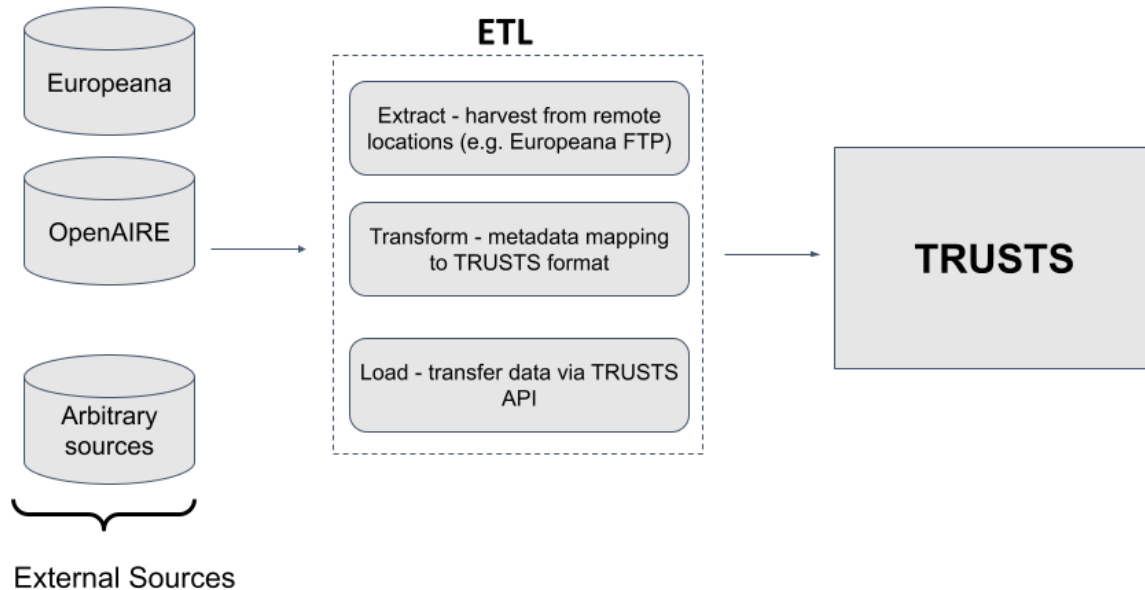 Europeana
OpenAIRE
Arbitrary
sources
External Sources
ETL
Extract - harvest from remote
locations (e.g. Europeana FTP)
Transform - metadata mapping
to TRUSTS format
Load - transfer data via TRUSTS
API
TRUSTS